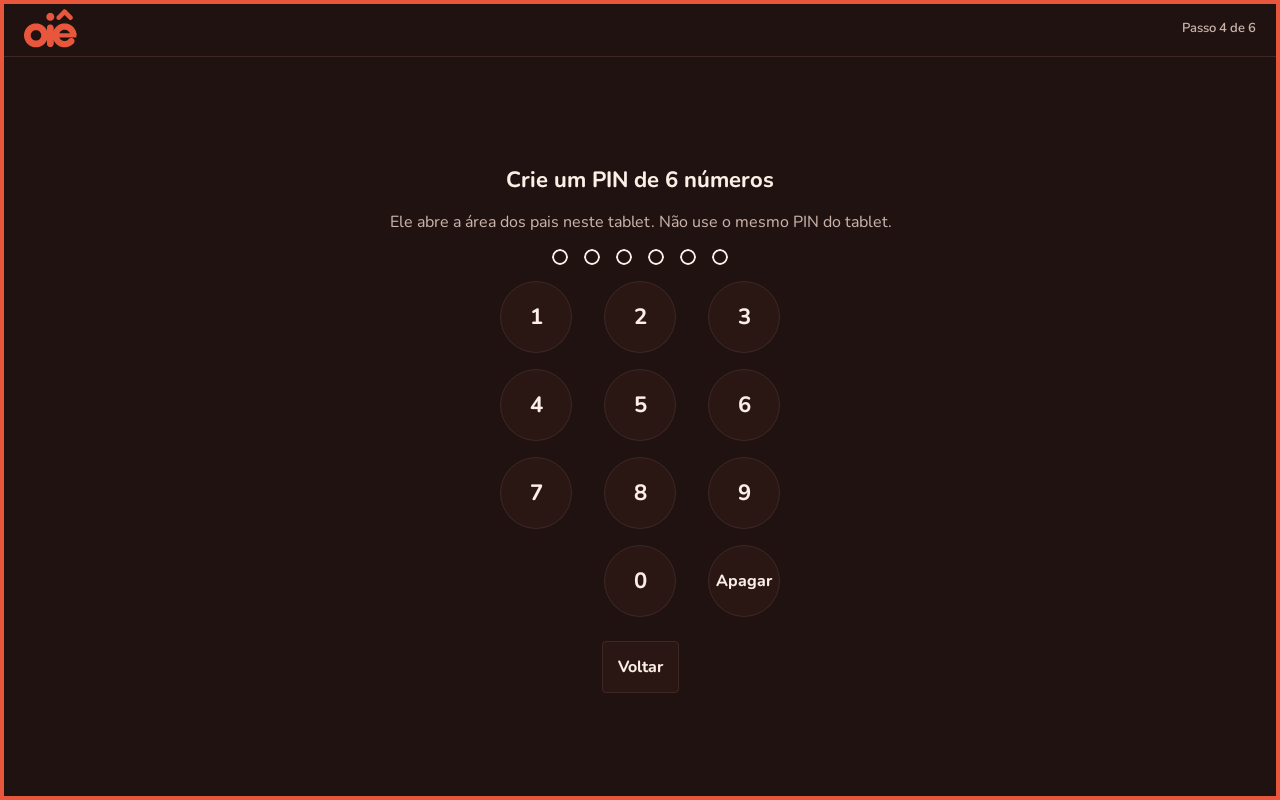 oiê
Passo 4 de 6
Crie um PIN de 6 números
Ele abre a área dos pais neste tablet. Não use o mesmo PIN do tablet.
1 2 3
4 5 6
7 8 9
0 Apagar
Voltar